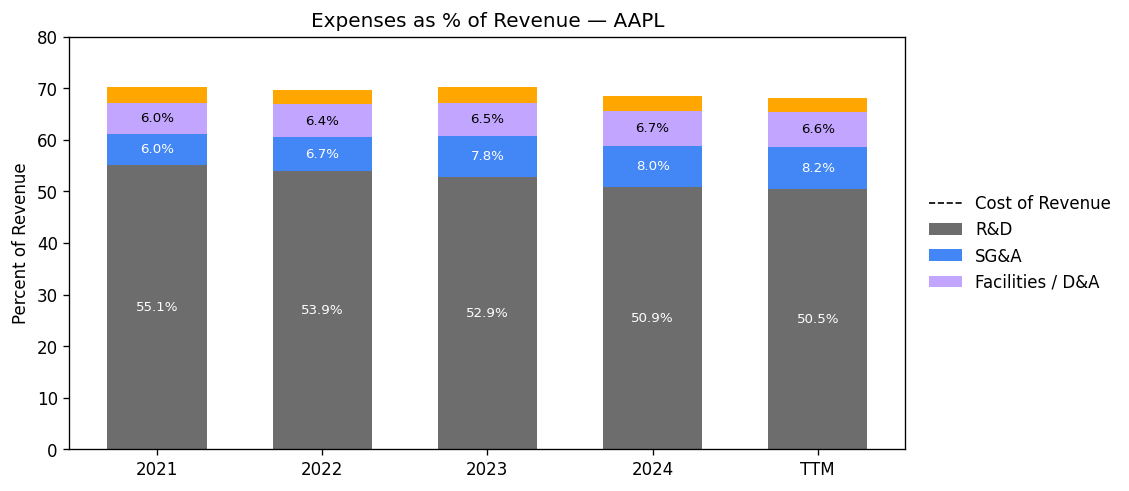 Expenses as % of Revenue — AAPL
Percent of Revenue
80
70
60
50
40
30
20
10
0
6.0% 6.4% 6.5% 6.7% 6.6%
6.0% 6.7% 7.8% 8.0% 8.2%
55.1% 53.9% 52.9% 50.9% 50.5%
2021 2022 2023 2024 TTM
Cost of Revenue
R&D
SG&A
Facilities / D&A